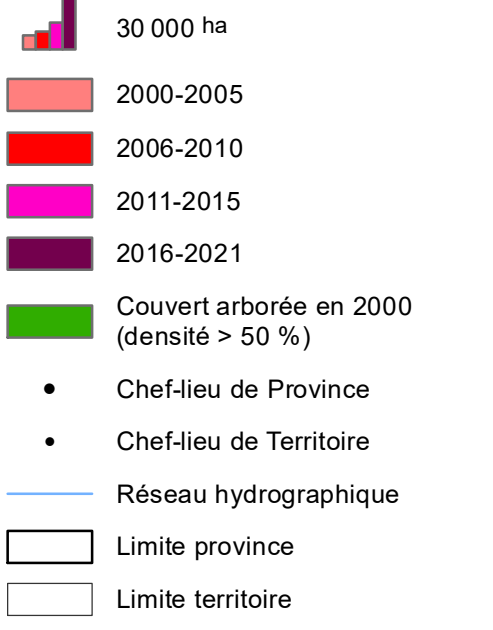 30 000 ha
2000-2005
2006-2010
2011-2015
2016-2021
Couvert arborée en 2000
(densité > 50 %)
Chef-lieu de Province
Chef-lieu de Territoire
Réseau hydrographique
Limite province
Limite territoire